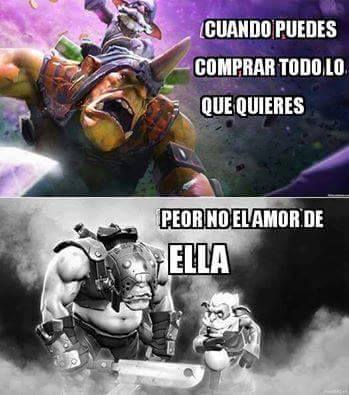 CUANDO PUEDES
COMPRAR TODO LO
QUE QUIERES
PEOR NO EL AMOR DE
ELLA